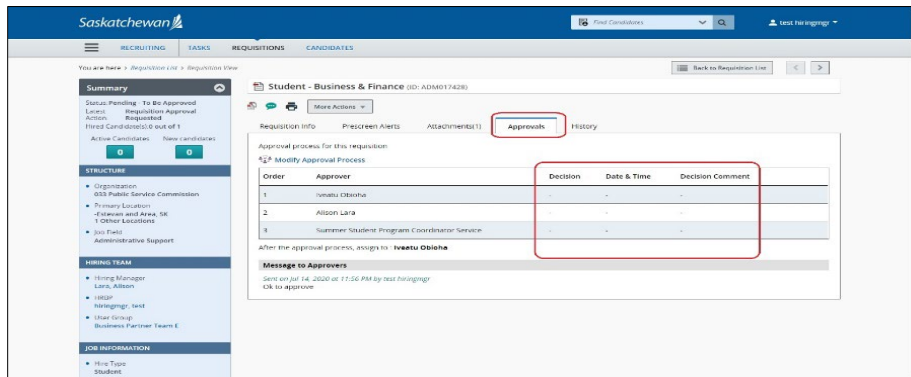 Saskatchewan
Find Candidates
test hiringmgr
RECRUITING TASKS REQUISITIONS CANDIDATES
You are here > Requisition List > Requisition View
Back to Requisition List
Summary
Status: Pending - To Be Approved
Latest Action Requisition Approval Requested
Hired Candidate(s) 0 out of 1
Active Candidates New candidates
0 0
STRUCTURE
Organization
033 Public Service Commission
Primary Location
-Estevan and Area, SK
1 Other Locations
Job Field
Administrative Support
HIRING TEAM
Hiring Manager
Lara, Alison
HRBP
hiringmgr, test
User Group
Business Partner Team E
JOB INFORMATION
Hire Type
Student
Student - Business & Finance (ID: ADM017428)
More Actions
Requisition Info Prescreen Alerts Attachments(1) Approvals History
Approval process for this requisition
Modify Approval Process
Order Approver Decision Date & Time Decision Comment
1 Iveatu Obioha - - -
2 Alison Lara - - -
3 Summer Student Program Coordinator Service - - -
After the approval process, assign to : Iveatu Obioha
Message to Approvers
Sent on Jul 14, 2020 at 11:56 PM by test hiringmgr
Ok to approve